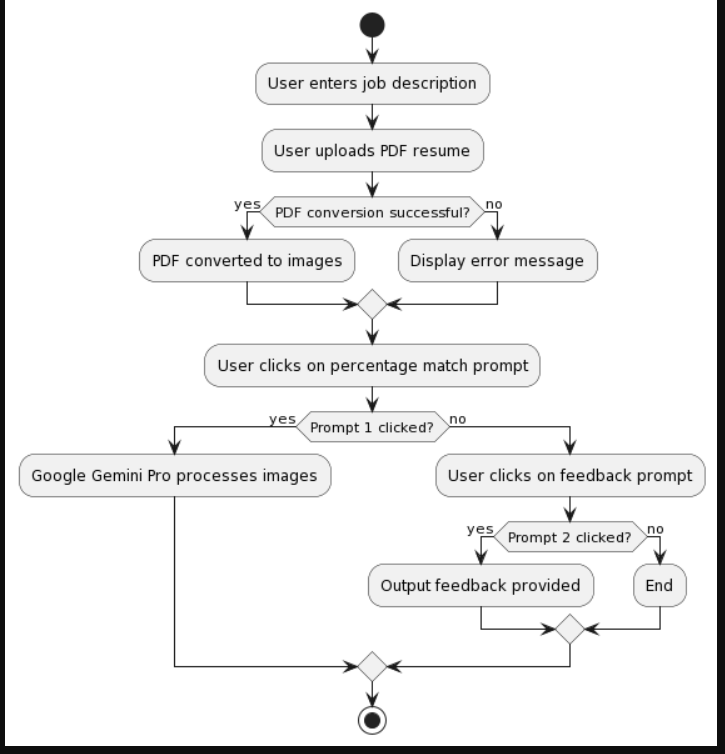 User enters job description
User uploads PDF resume
yes
PDF conversion successful?
no
PDF converted to images
Display error message
User clicks on percentage match prompt
yes
Prompt 1 clicked?
no
Google Gemini Pro processes images
User clicks on feedback prompt
yes
Prompt 2 clicked?
no
Output feedback provided
End